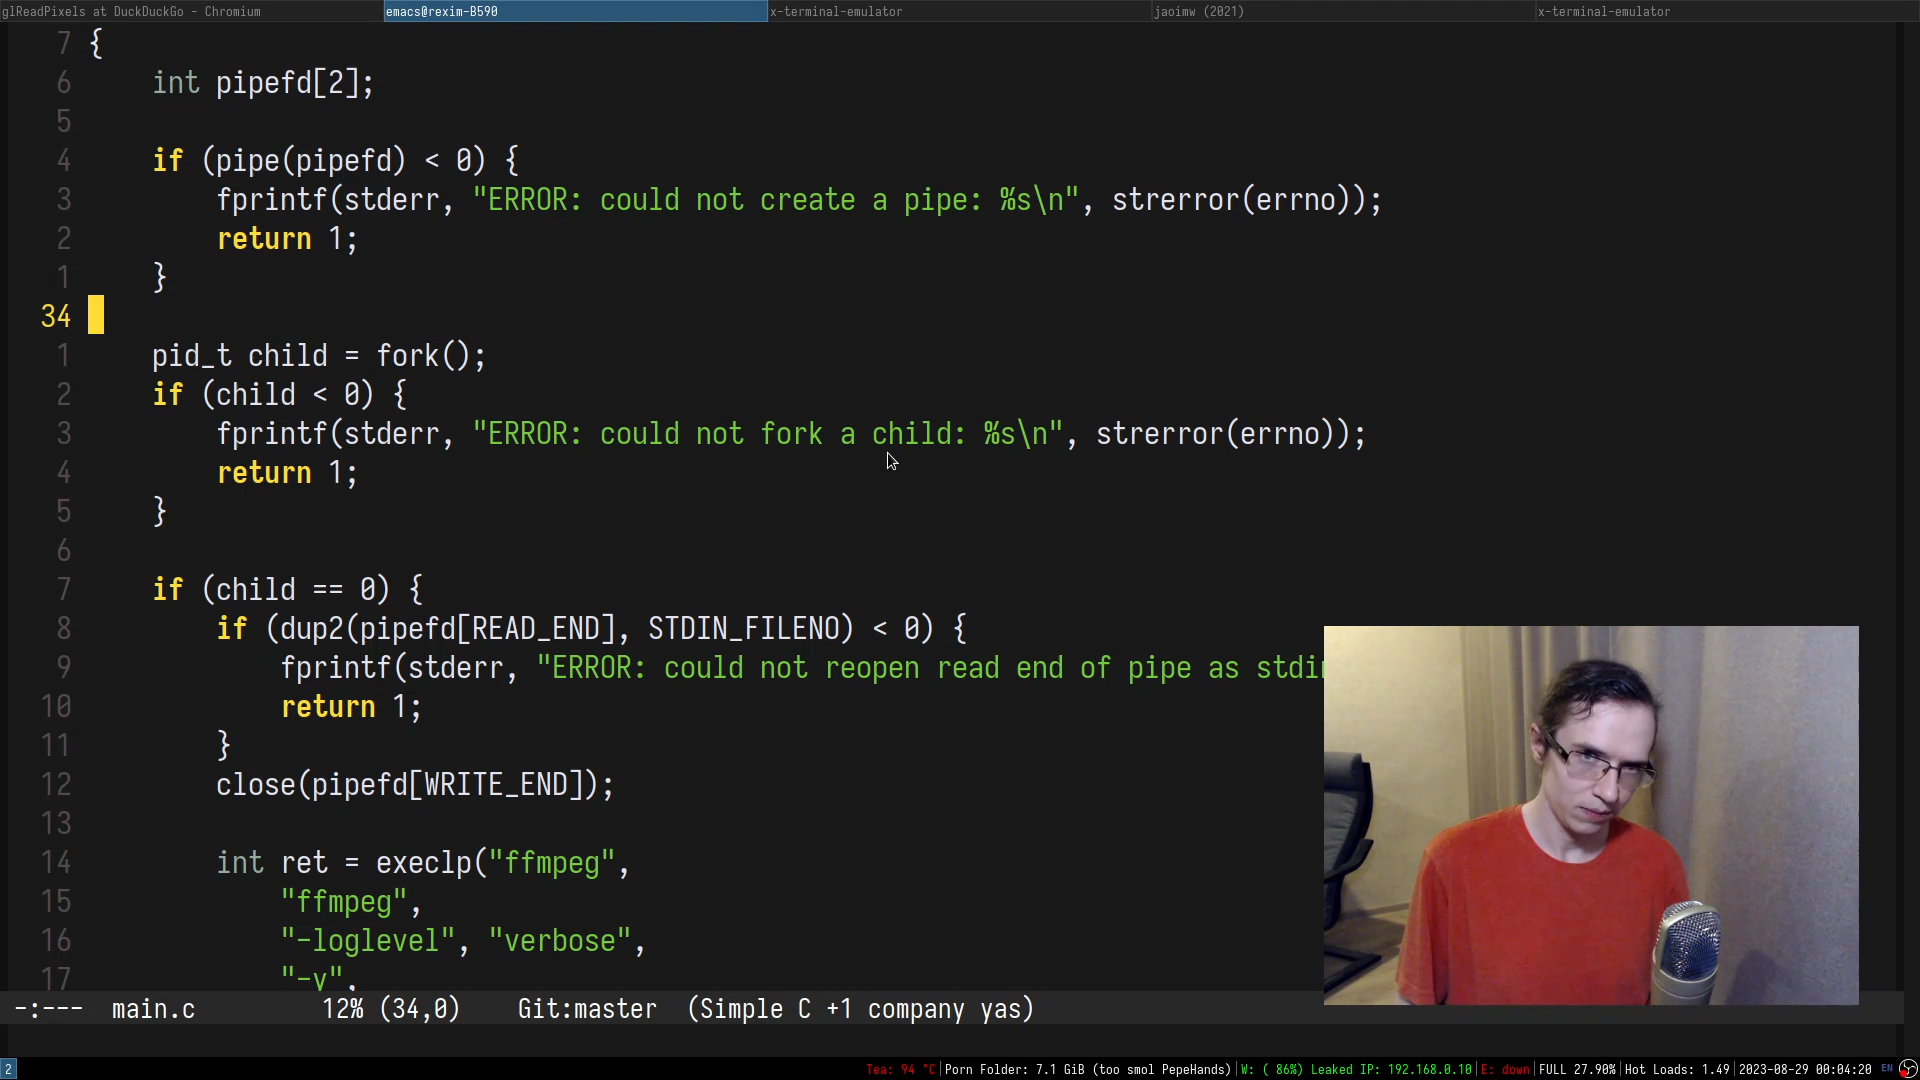 glReadPixels at DuckDuckGo - Chromium
emacs@rexim-B590
x-terminal-emulator
jaoimw (2021)
x-terminal-emulator
7 {
6 int pipefd[2];
5
4 if (pipe(pipefd) < 0) {
3 fprintf(stderr, "ERROR: could not create a pipe: %s\n", strerror(errno));
2 return 1;
1 }
34
1 pid_t child = fork();
2 if (child < 0) {
3 fprintf(stderr, "ERROR: could not fork a child: %s\n", strerror(errno));
4 return 1;
5 }
6
7 if (child == 0) {
8 if (dup2(pipefd[READ_END], STDIN_FILENO) < 0) {
9 fprintf(stderr, "ERROR: could not reopen read end of pipe as stdin
10 return 1;
11 }
12 close(pipefd[WRITE_END]);
13
14 int ret = execlp("ffmpeg",
15 "ffmpeg",
16 "-loglevel", "verbose",
17 "-y",
-:--- main.c 12% (34,0) Git:master (Simple C +1 company yas)
2 Tea: 94 °C|Porn Folder: 7.1 GiB (too smol PepeHands)|W: ( 86%) Leaked IP: 192.168.0.10|E: down|FULL 27.90%|Hot Loads: 1.49|2023-08-29 00:04:20 EN